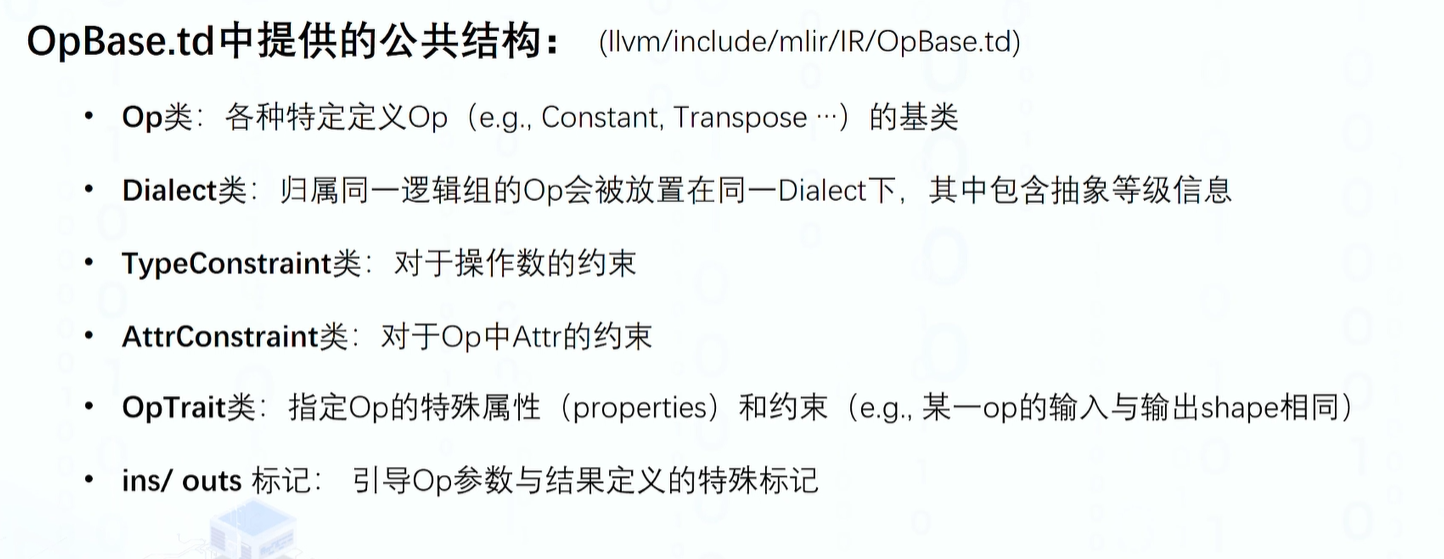 OpBase.td中提供的公共结构： (llvm/include/mlir/IR/OpBase.td)
• Op类：各种特定定义Op（e.g., Constant, Transpose …）的基类
• Dialect类：归属同一逻辑组的Op会被放置在同一Dialect下，其中包含抽象等级信息
• TypeConstraint类：对于操作数的约束
• AttrConstraint类：对于Op中Attr的约束
• OpTrait类：指定Op的特殊属性（properties）和约束（e.g., 某一op的输入与输出shape相同）
• ins/ outs 标记： 引导Op参数与结果定义的特殊标记